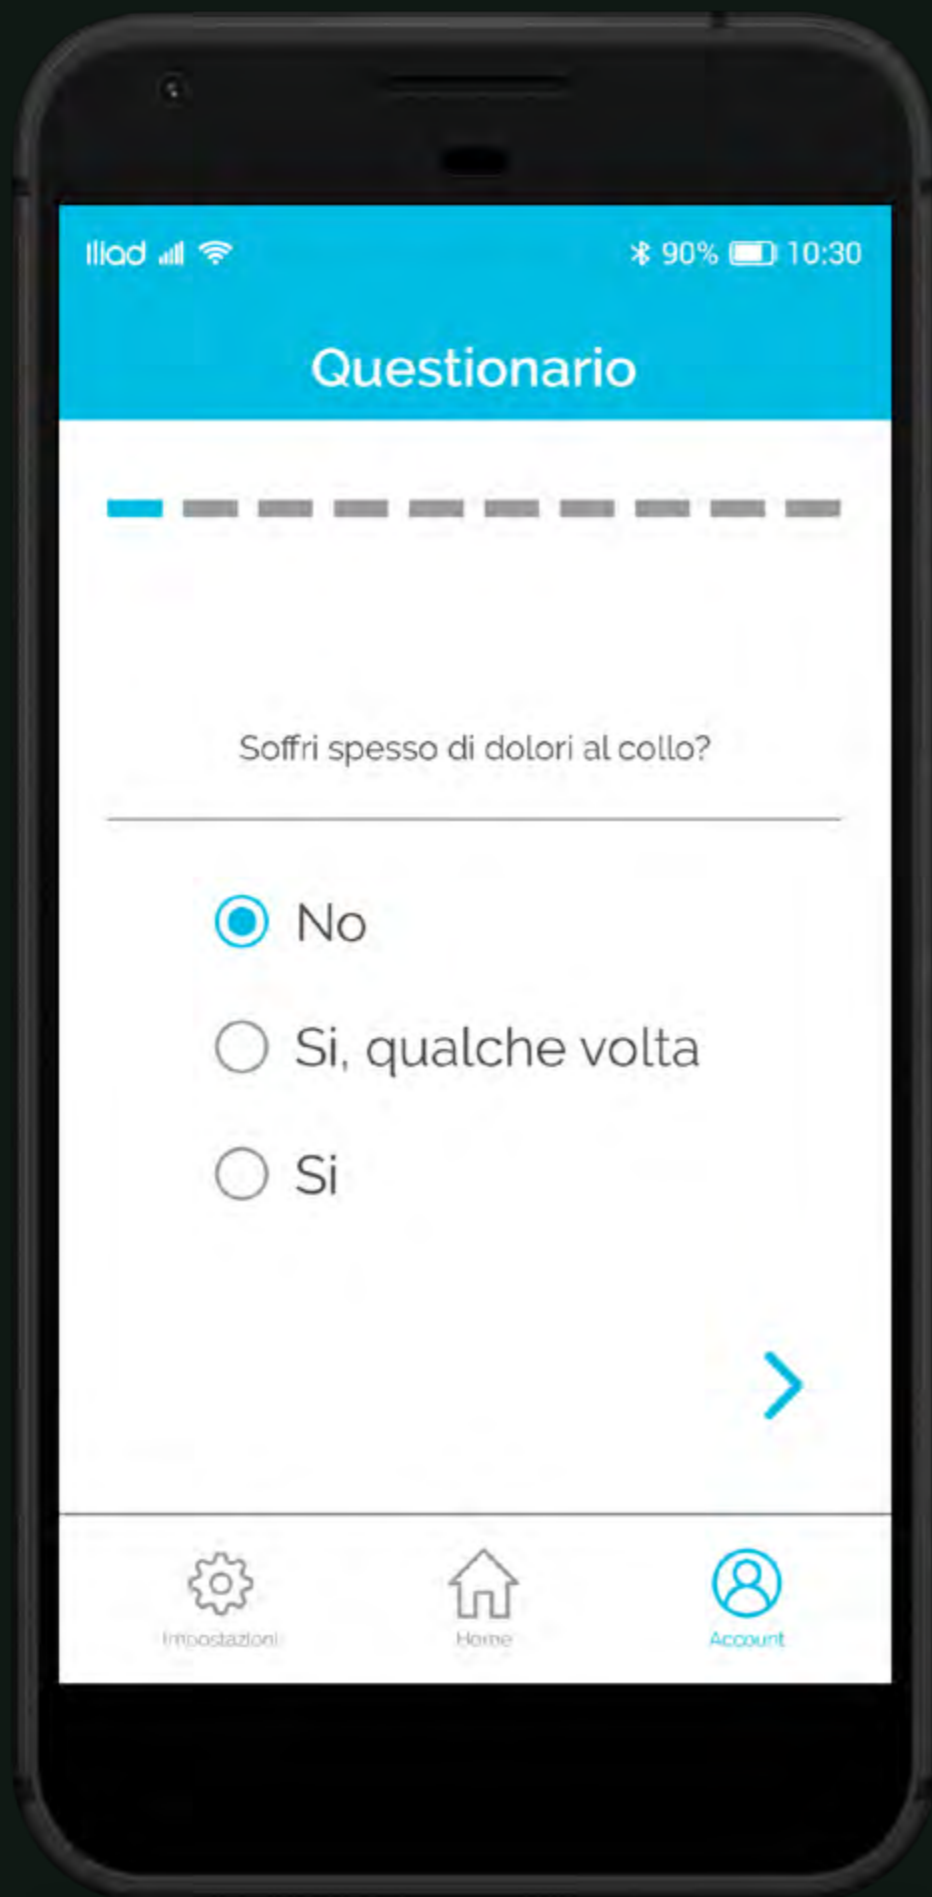 Iliad 90% 10:30
Questionario
Soffri spesso di dolori al collo?
No
Si, qualche volta
Si
Impostazioni Home Account